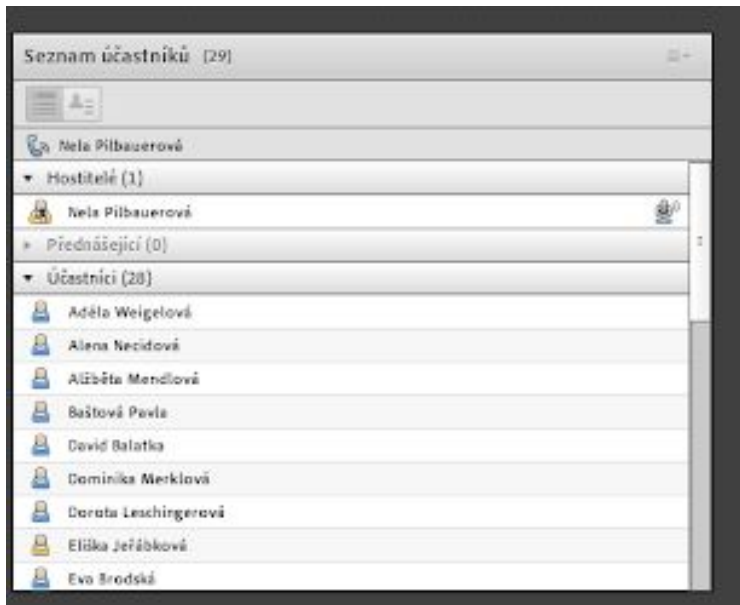 Seznam účastníků (29)
Nela Pilbauerová
Hostitelé (1)
Nela Pilbauerová
Přednášející (0)
Účastníci (28)
Adéla Weigelová
Alena Necidová
Alžběta Mendlová
Baštová Pavla
David Balatka
Dominika Merklová
Dorota Leschingerová
Eliška Jeřábková
Eva Brodská